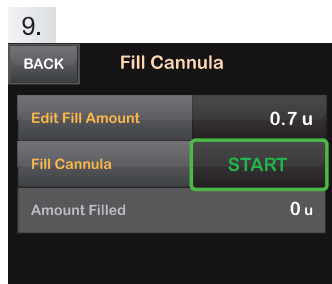 9.
BACK Fill Cannula
Edit Fill Amount 0.7 u
Fill Cannula START
Amount Filled 0 u